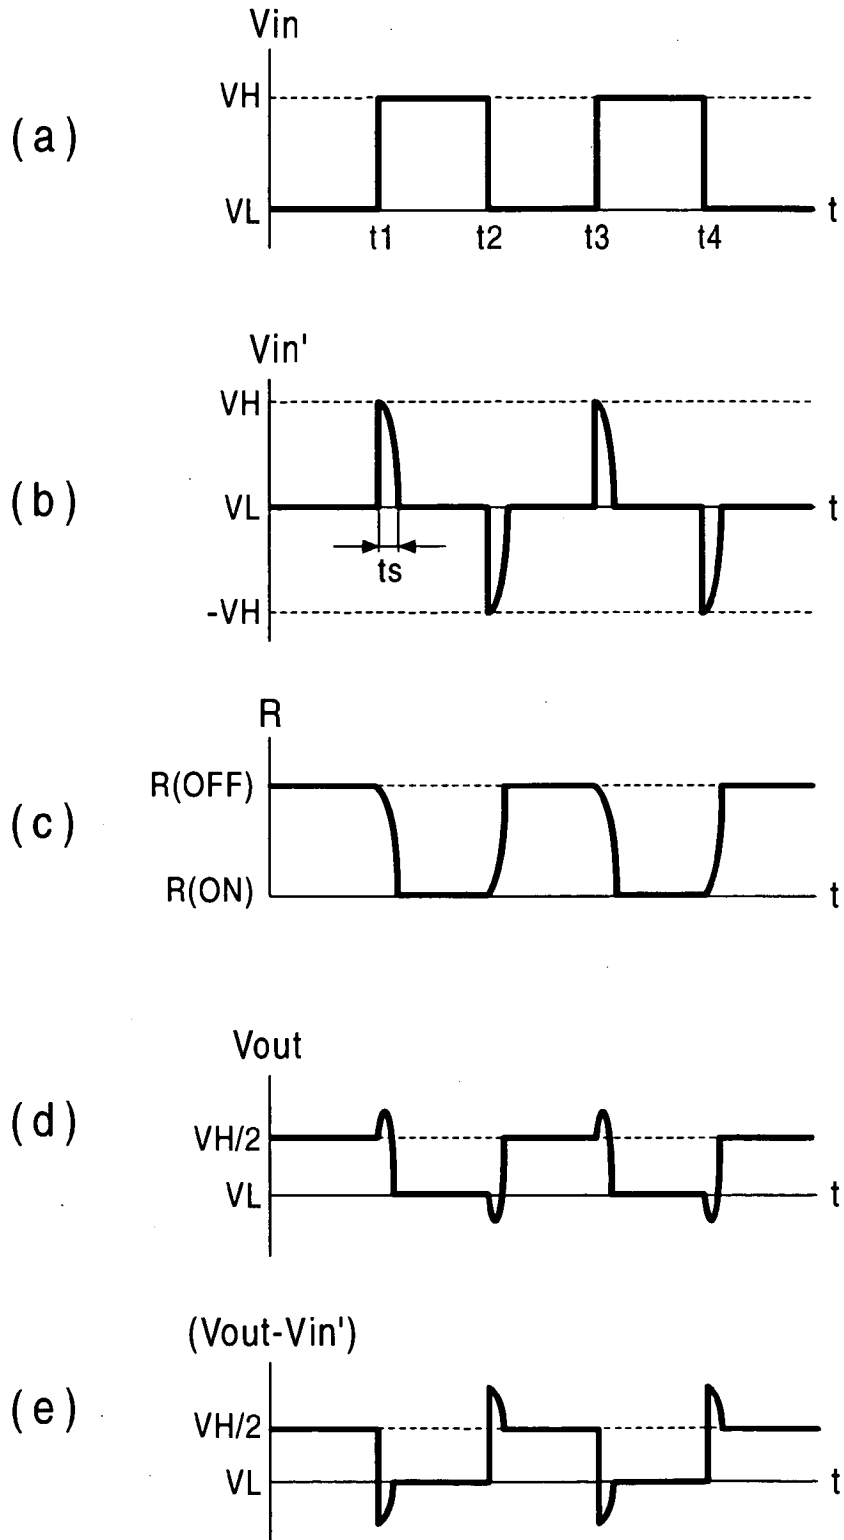 Vin
VH
(a)
VL
t
t1 t2 t3 t4
Vin'
VH
(b)
VL
t
ts
-VH
R
R(OFF)
(c)
R(ON)
t
Vout
(d)
VH/2
VL
t
(Vout-Vin')
(e)
VH/2
VL
t